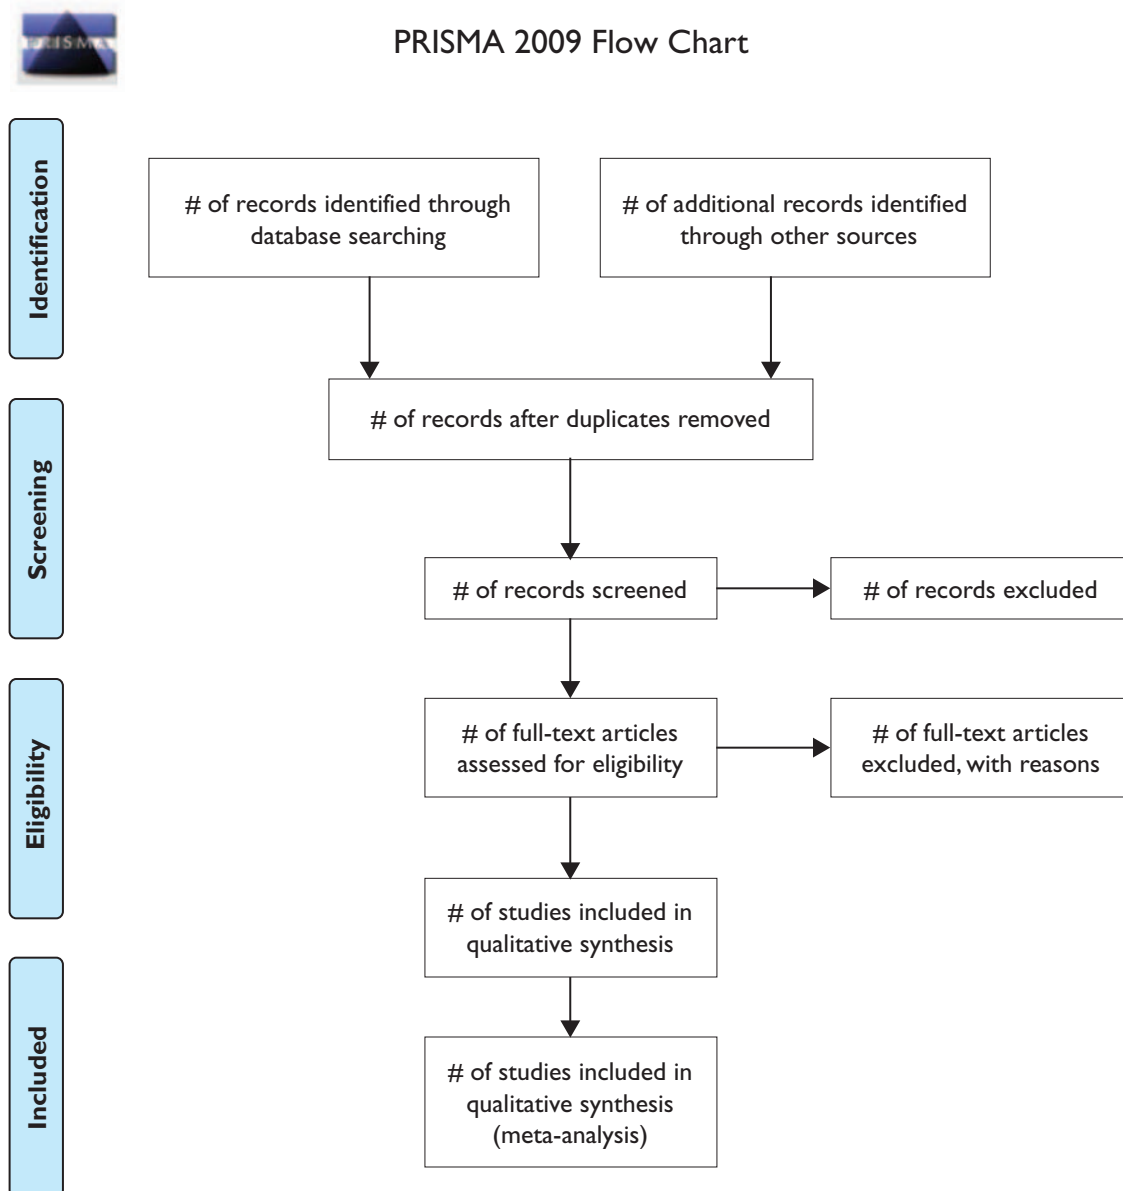 PRISMA
PRISMA 2009 Flow Chart
Identification
# of records identified through
database searching
# of additional records identified
through other sources
# of records after duplicates removed
Screening
# of records screened
# of records excluded
Eligibility
# of full-text articles
assessed for eligibility
# of full-text articles
excluded, with reasons
# of studies included in
qualitative synthesis
Included
# of studies included in
qualitative synthesis
(meta-analysis)